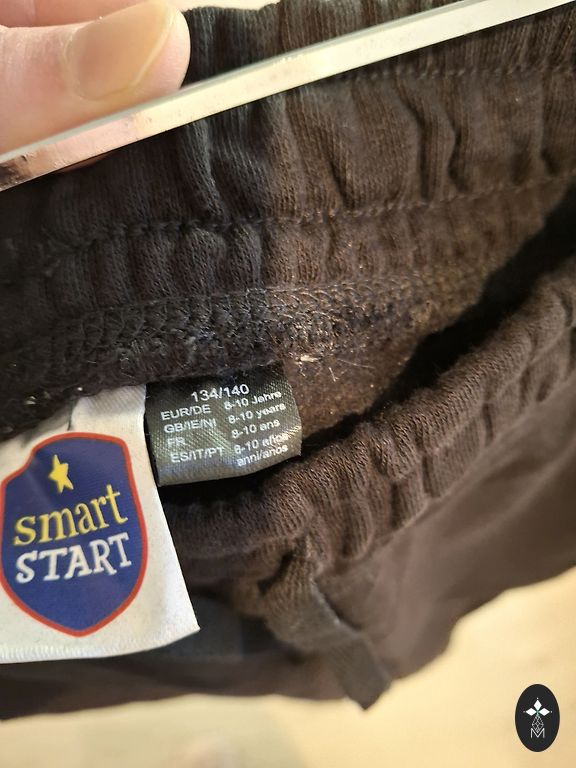 134/140
EUR/DE 8-10 Jahre
GB/IE/NI 8-10 years
FR 8-10 ans
ES/IT/PT 8-10 años
anni/anos
smart
START
M